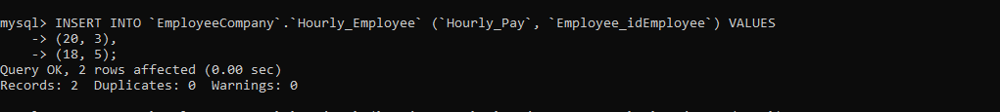 mysql> INSERT INTO `EmployeeCompany`.`Hourly_Employee` (`Hourly_Pay`, `Employee_idEmployee`) VALUES
    -> (20, 3),
    -> (18, 5);
Query OK, 2 rows affected (0.00 sec)
Records: 2  Duplicates: 0  Warnings: 0